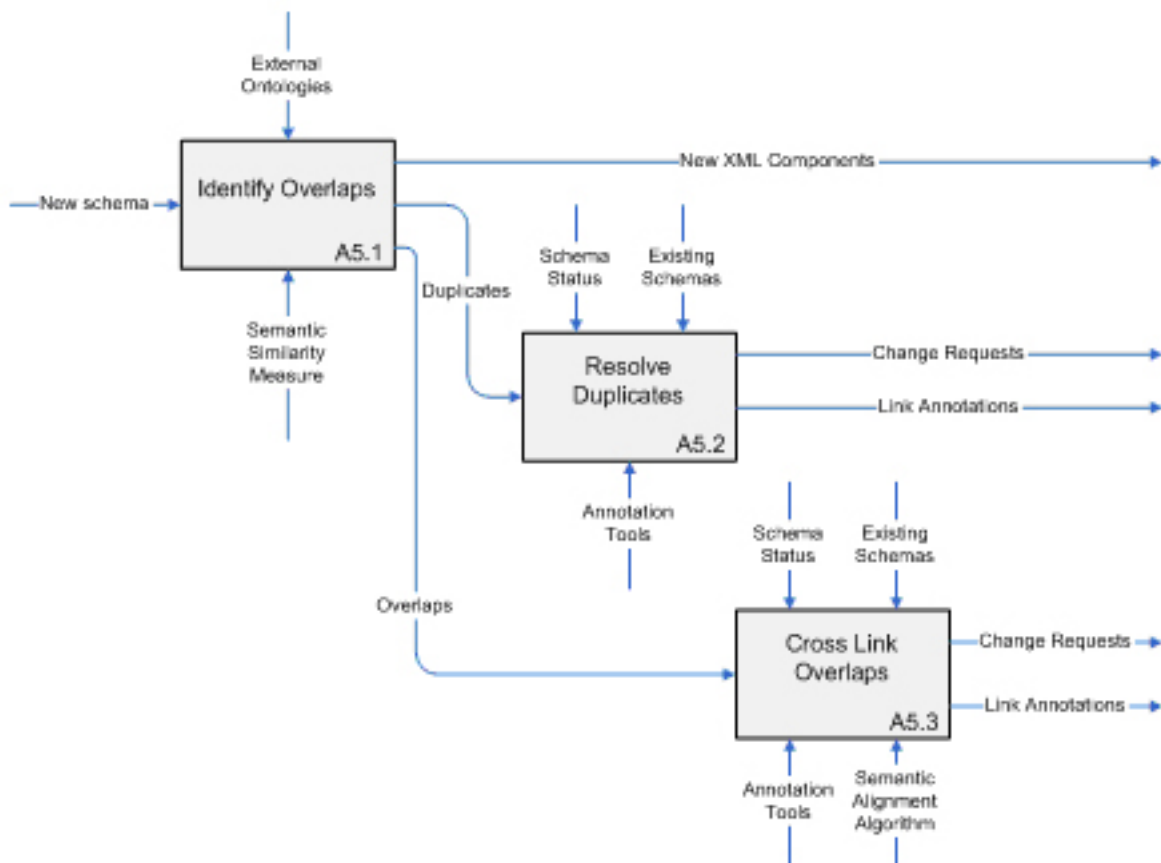 External
Ontologies
New XML Components
Identify Overlaps
New schema
A5.1
Schema
Status
Existing
Schemas
Duplicates
Semantic
Similarity
Measure
Change Requests
Resolve
Duplicates
Link Annotations
A5.2
Annotation
Tools
Schema
Status
Existing
Schemas
Overlaps
Cross Link
Overlaps
Change Requests
Link Annotations
A5.3
Annotation
Tools
Semantic
Alignment
Algorithm